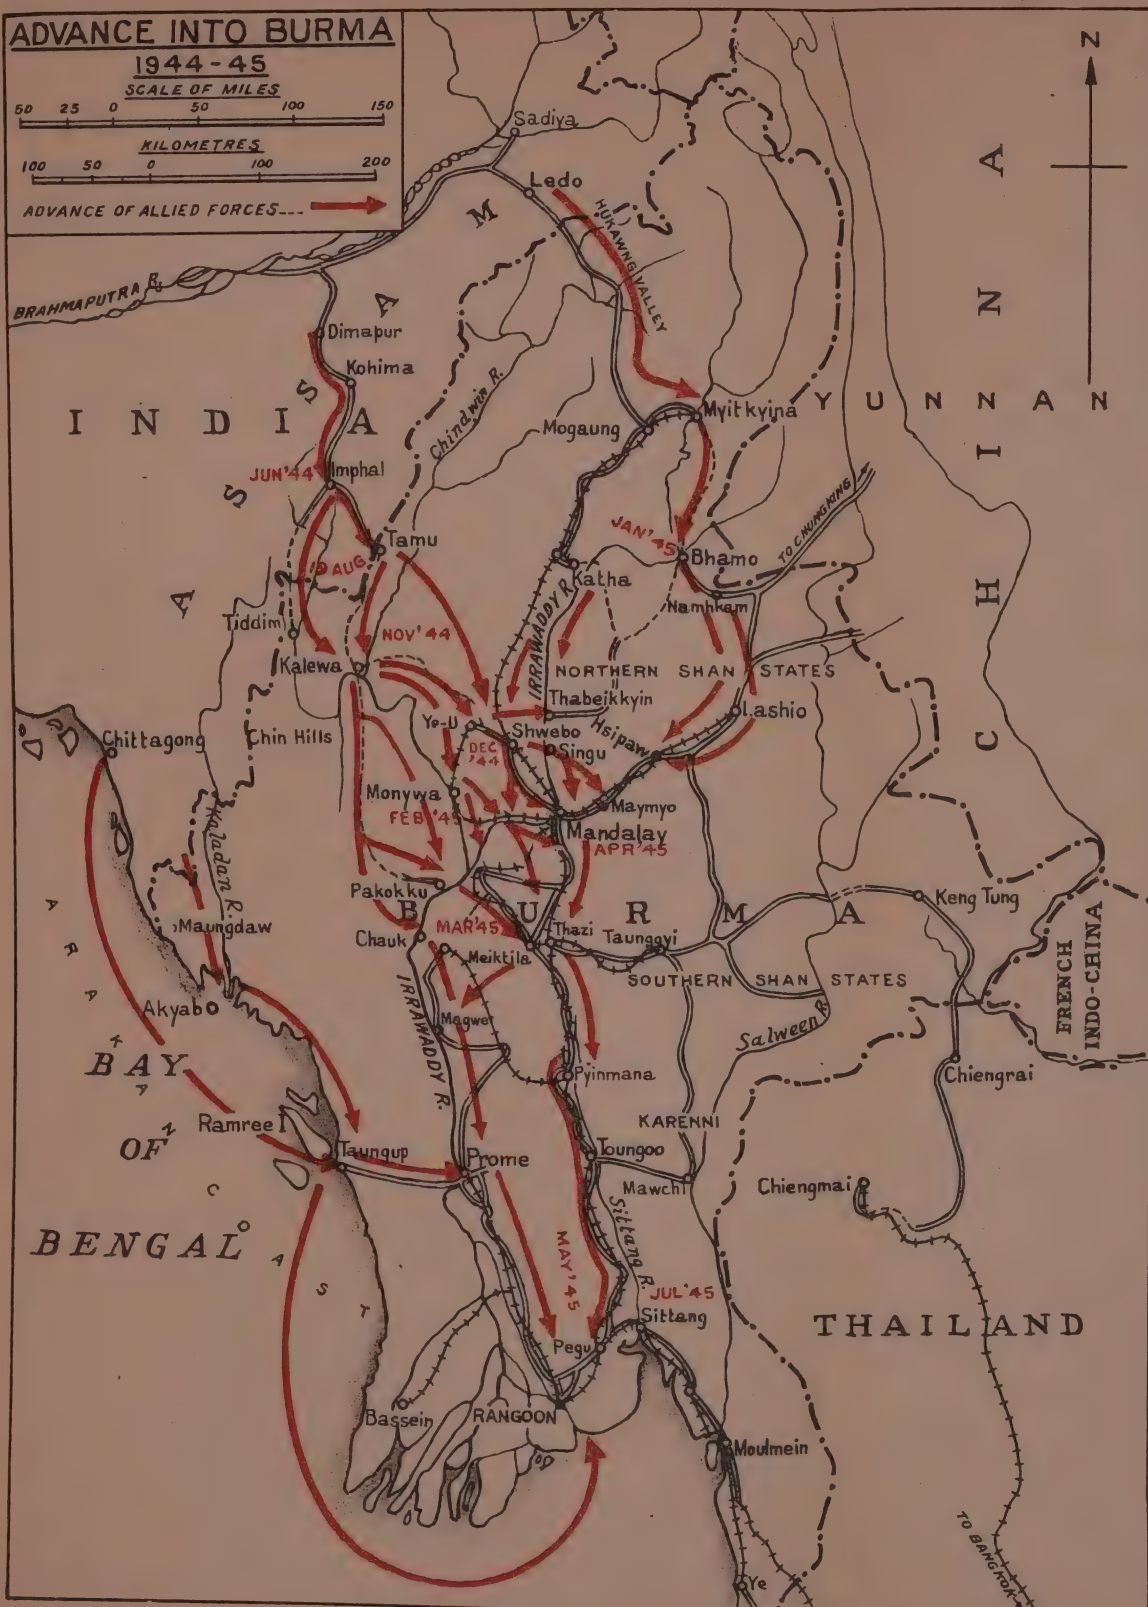 ADVANCE INTO BURMA
1944-45
SCALE OF MILES
50 25 0 50 100 150
KILOMETRES
100 50 0 100 200
ADVANCE OF ALLIED FORCES...
N
Sadiya
Ledo
HUKAWNG VALLEY
BRAHMAPUTRA R.
Dimapur
Kohima
INDIA
ASSAM
CHINA
YUNNAN
Chindwin R.
Mogaung
Myitkyina
JUN'44
Imphal
JAN'45
TO CHUNGKING
Tamu
AUG
Bhamo
Katha
Namhkam
IRRAWADDY R.
Tiddim
NOV'44
Kalewa
NORTHERN SHAN STATES
Thabeikkyin
Lashio
Chittagong
Chin Hills
Ye-U
Shwebo
Hsipaw
DEC '44
Singu
Monywa
Maymyo
FEB '45
Mandalay
APR '45
Kaladan R.
Pakokku
BURMA
Keng Tung
Maungdaw
MAR'45
Chauk
Thazi
Taunggyi
Meiktila
SOUTHERN SHAN STATES
FRENCH
INDO-CHINA
Akyab
IRRAWADDY R.
Magwe
Salween R.
ARAKAN COAST
BAY
OF
BENGAL
Pyinmana
Chiengrai
KARENNI
Ramree I
Taungup
Prome
Toungoo
Mawchi
Chiengmai
Sittang R.
MAY'45
JUL'45
Sittang
THAILAND
Pegu
Bassein
RANGOON
Moulmein
TO BANGKOK
Ye